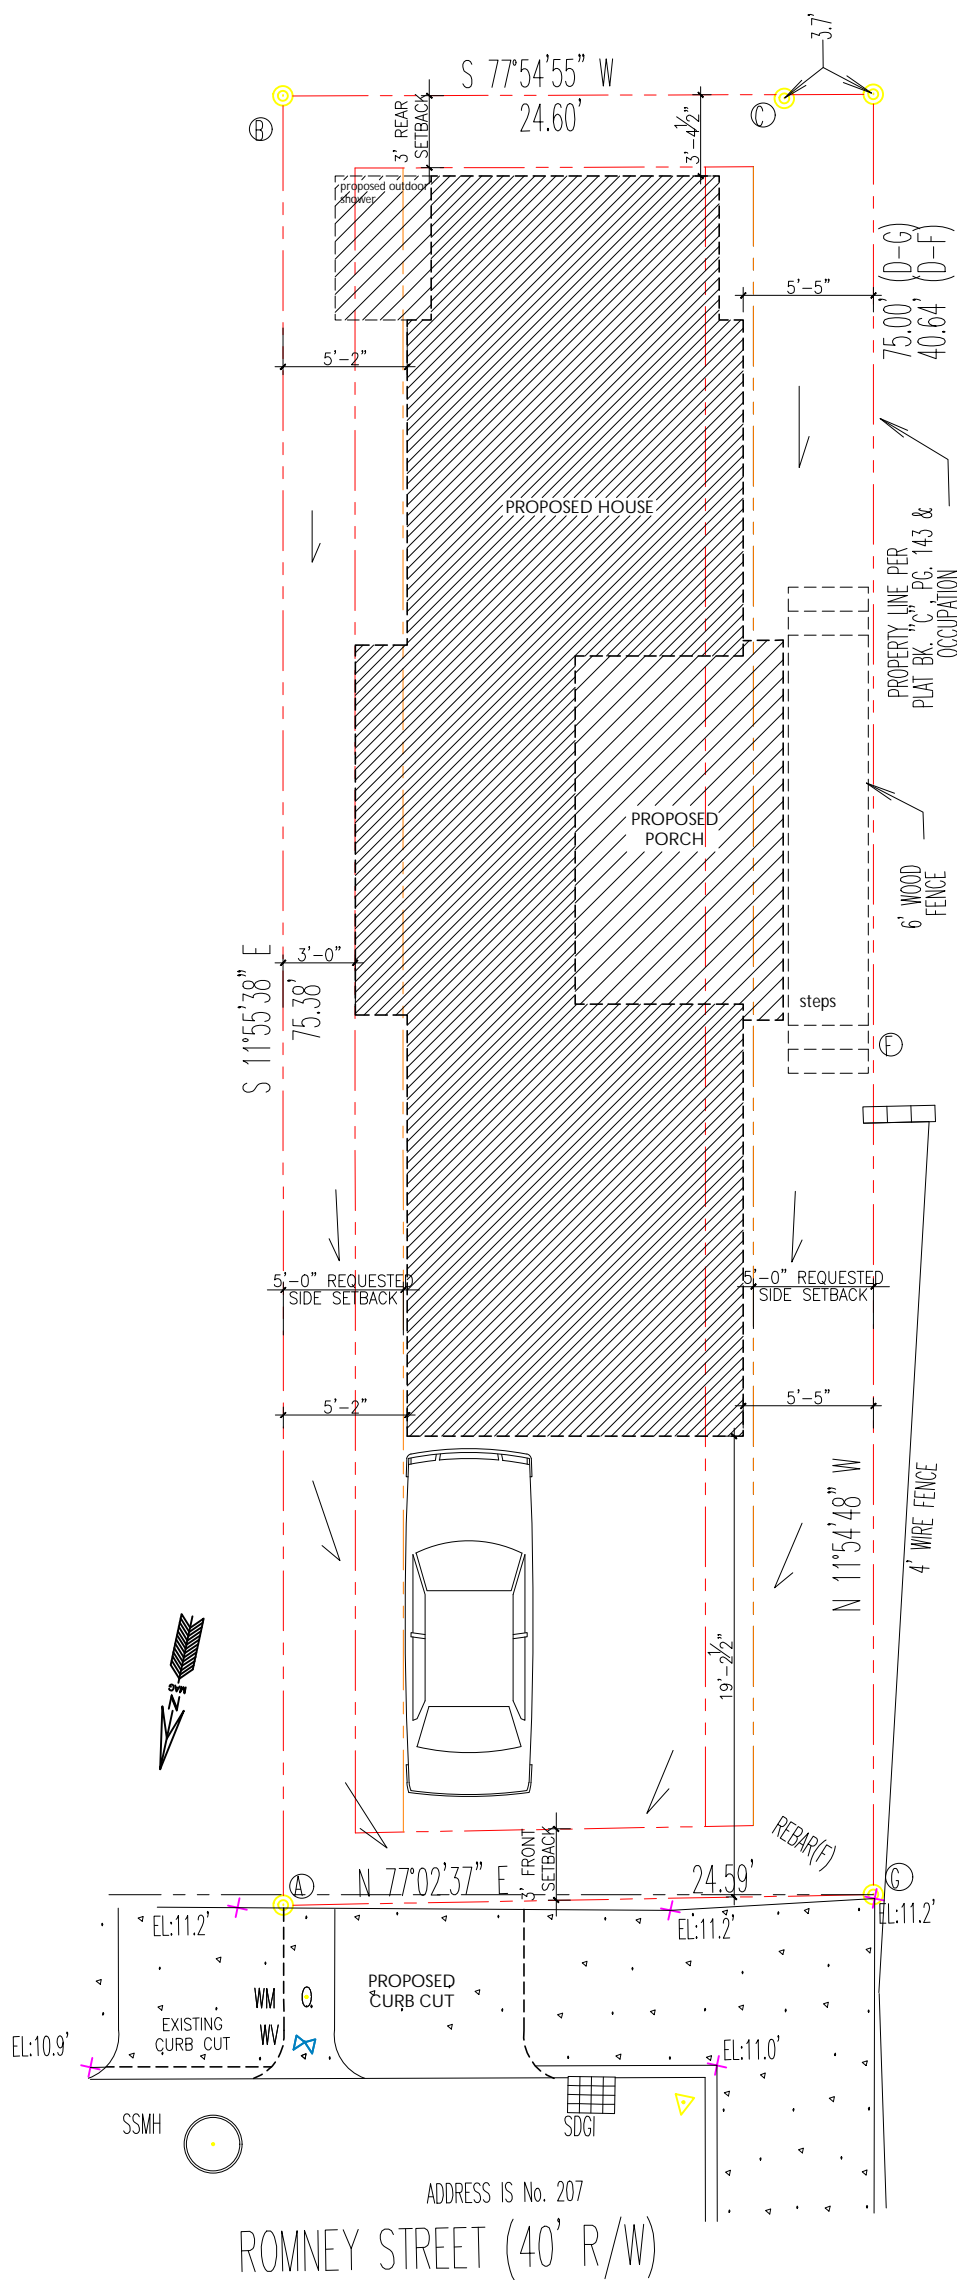 3.7'
S 77°54'55" W
24.60'
B
C
3' REAR
SETBACK
3'-4 1/2"
proposed outdoor
shower
75.00' (D-G)
40.64' (D-F)
5'-5"
5'-2"
PROPOSED HOUSE
PROPERTY LINE PER
PLAT BK. "C", PG. 143 &
OCCUPATION
PROPOSED
PORCH
6' WOOD
FENCE
S 11°55'38" E
75.38'
3'-0"
steps
F
5'-0" REQUESTED
SIDE SETBACK
5'-0" REQUESTED
SIDE SETBACK
5'-2"
5'-5"
N 11°54'48" W
4' WIRE FENCE
19'-2 1/2"
N
MAG
REBAR(F)
3' FRONT
SETBACK
A
N 77°02'37" E
24.59'
G
EL:11.2'
EL:11.2'
EL:11.2'
WM
WV
PROPOSED
CURB CUT
EXISTING
CURB CUT
EL:10.9'
EL:11.0'
SSMH
SDGI
ADDRESS IS No. 207
ROMNEY STREET (40' R/W)